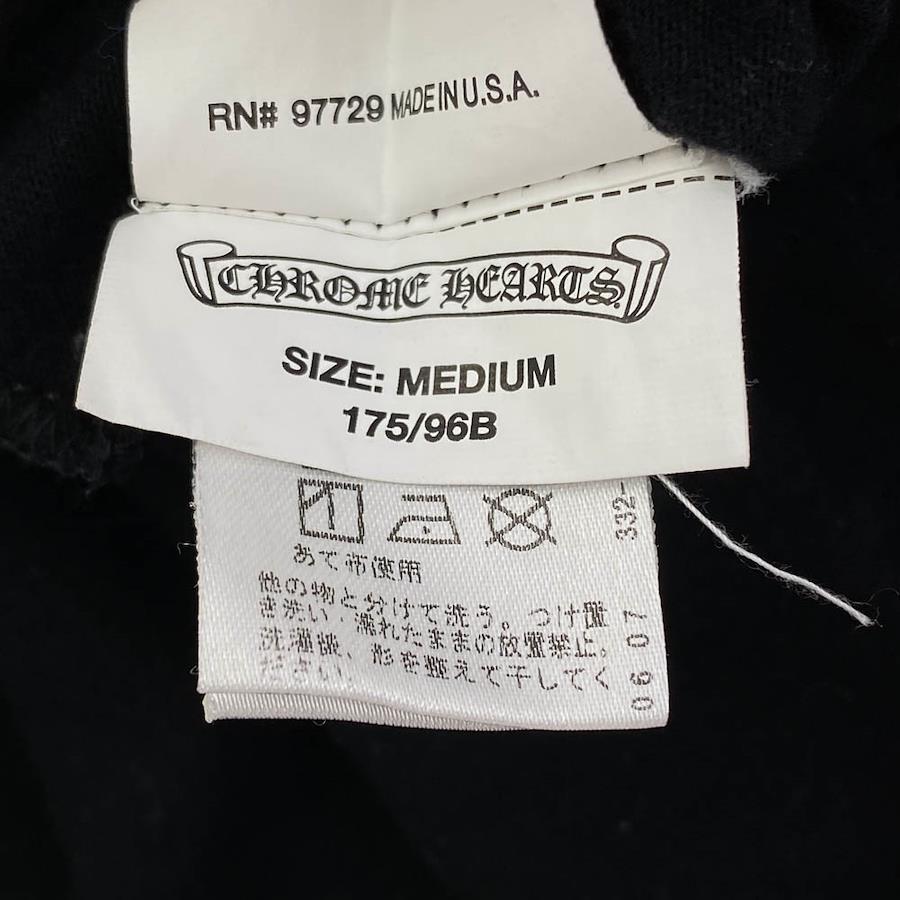 RN# 97729 MADE IN U.S.A.
CHROME HEARTS
SIZE: MEDIUM
175/96B
あて布使用
他の物と分けて洗う。つけ置
き洗い、濡れたままの放置禁止。
洗濯後、形を整えて干してく
ださい。
332-
06 07